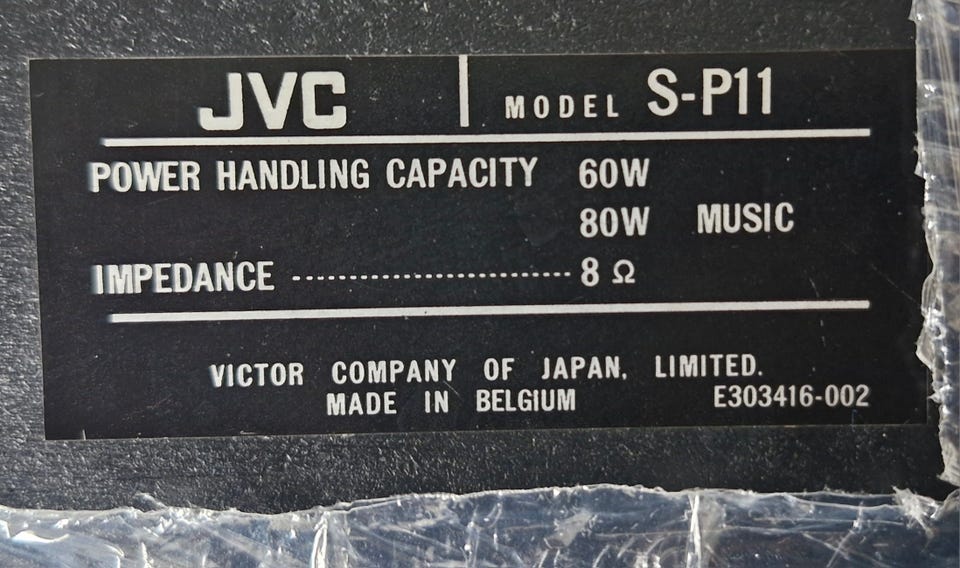 JVC MODEL S-P11
POWER HANDLING CAPACITY 60W
80W MUSIC
IMPEDANCE ------------------------- 8 Ω
VICTOR COMPANY OF JAPAN, LIMITED.
MADE IN BELGIUM E303416-002